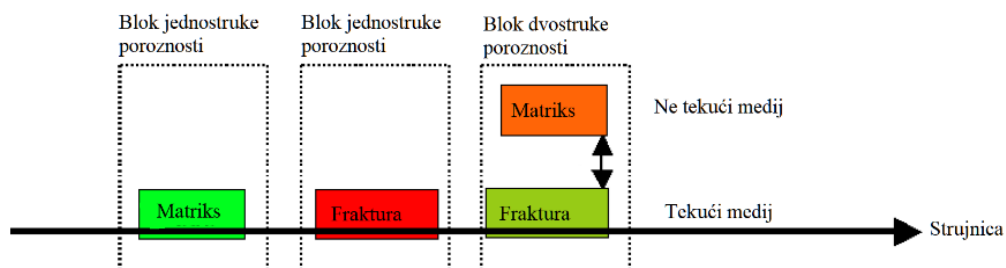 Blok jednostruke
poroznosti
Blok jednostruke
poroznosti
Blok dvostruke
poroznosti
Matriks
Ne tekući medij
Matriks
Fraktura
Fraktura
Tekući medij
Strujnica